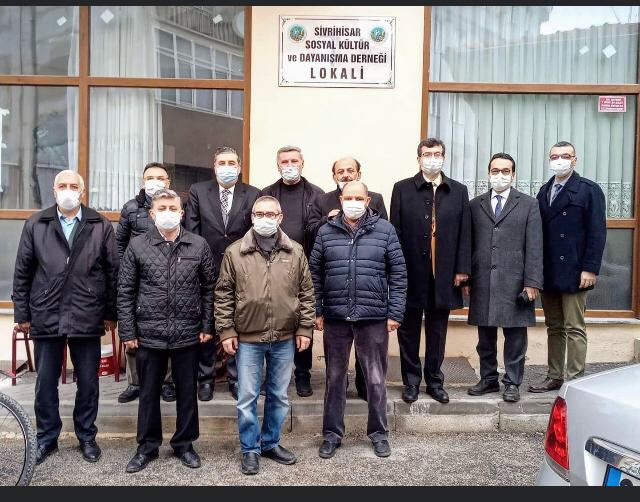 SİVRİHİSAR
SOSYAL KÜLTÜR
ve DAYANIŞMA DERNEĞİ
LOKALİ